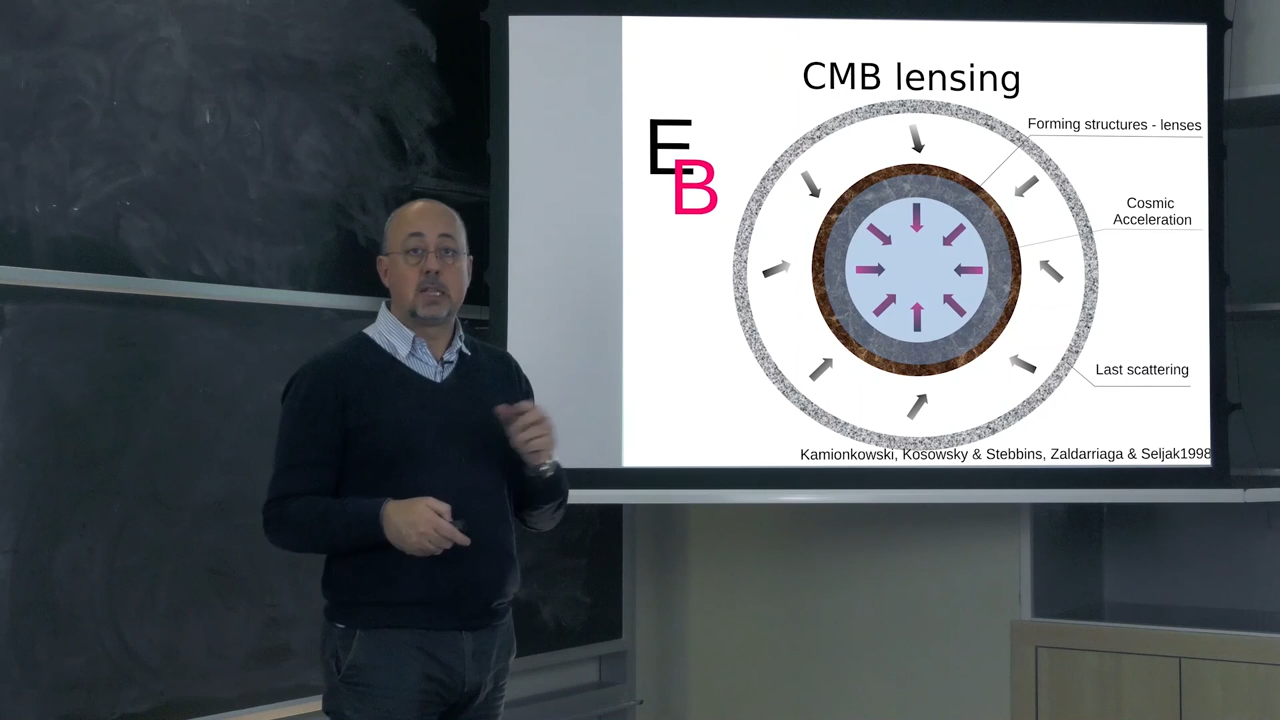 CMB lensing
E
B
Forming structures - lenses
Cosmic
Acceleration
Last scattering
Kamionkowski, Kosowsky & Stebbins, Zaldarriaga & Seljak1998